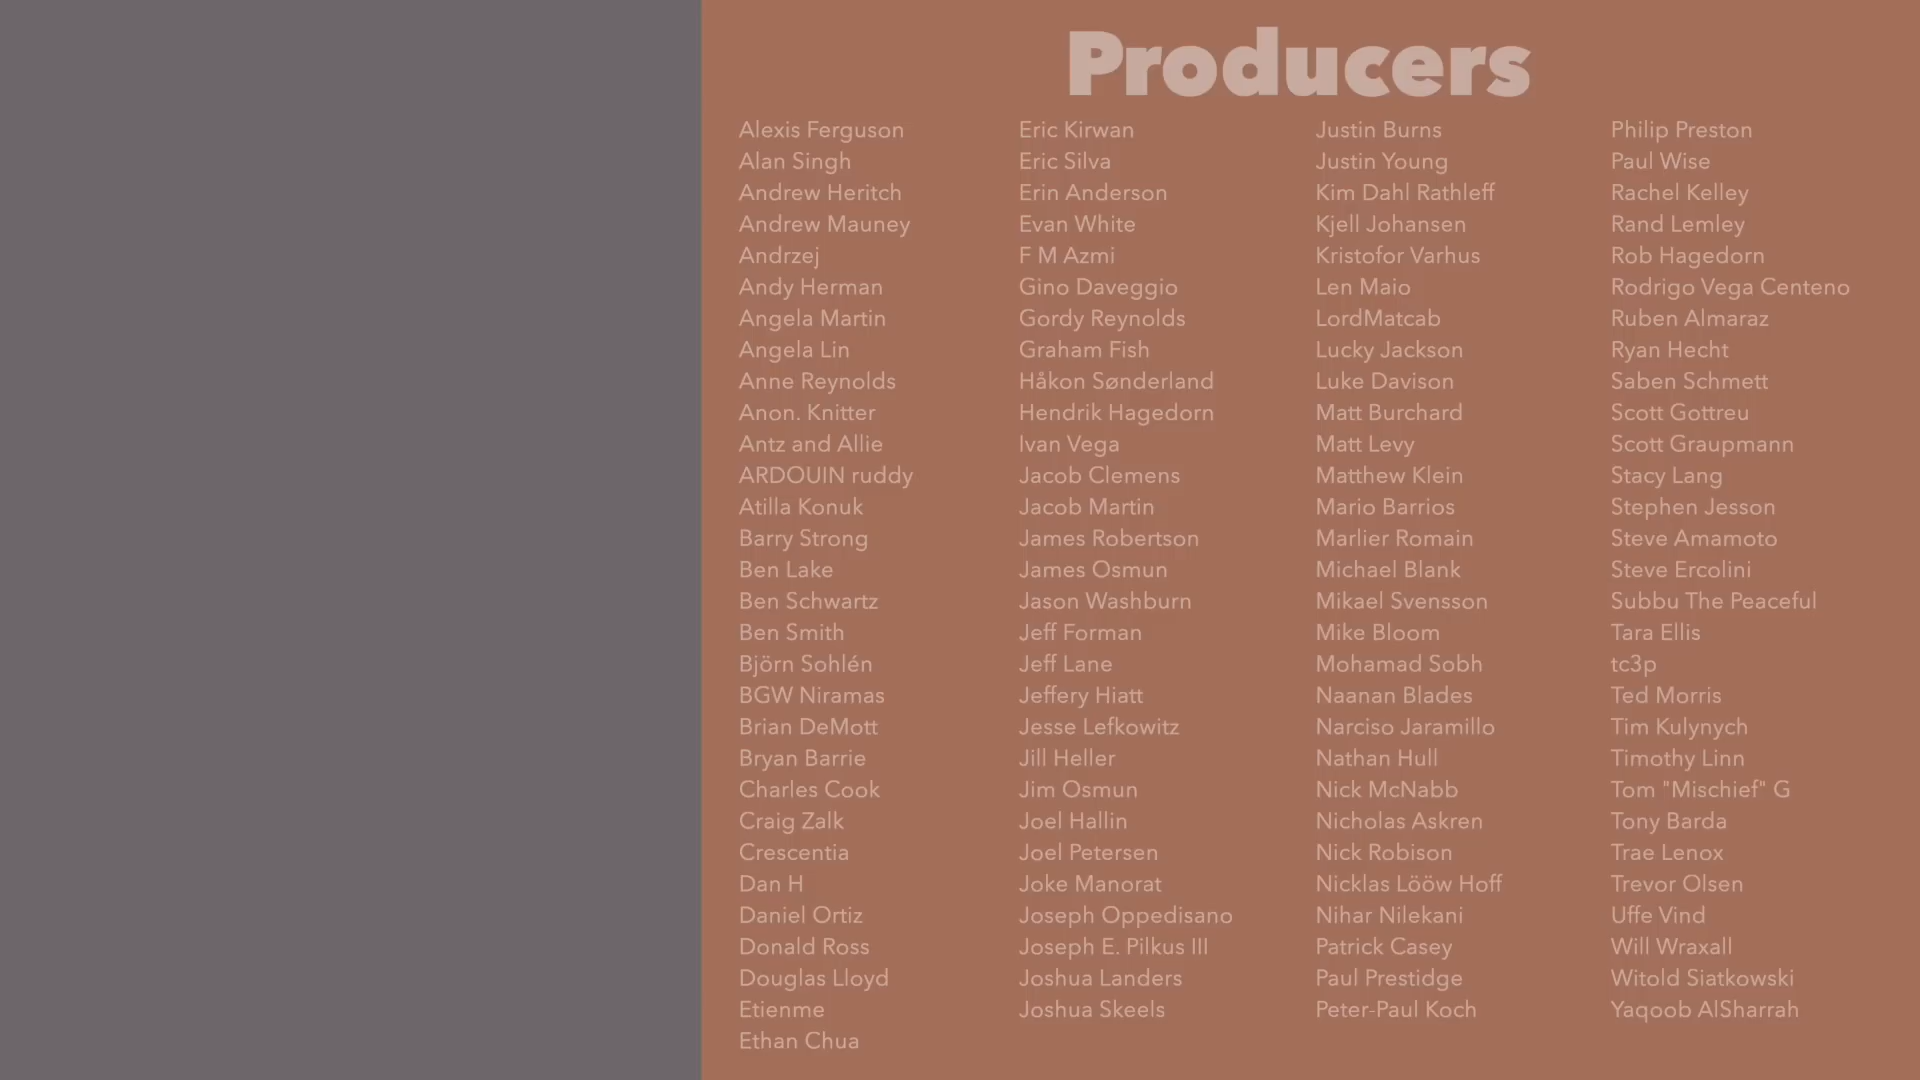 Producers
Alexis Ferguson
Alan Singh
Andrew Heritch
Andrew Mauney
Andrzej
Andy Herman
Angela Martin
Angela Lin
Anne Reynolds
Anon. Knitter
Antz and Allie
ARDOUIN ruddy
Atilla Konuk
Barry Strong
Ben Lake
Ben Schwartz
Ben Smith
Björn Sohlén
BGW Niramas
Brian DeMott
Bryan Barrie
Charles Cook
Craig Zalk
Crescentia
Dan H
Daniel Ortiz
Donald Ross
Douglas Lloyd
Etienme
Ethan Chua
Eric Kirwan
Eric Silva
Erin Anderson
Evan White
F M Azmi
Gino Daveggio
Gordy Reynolds
Graham Fish
Håkon Sønderland
Hendrik Hagedorn
Ivan Vega
Jacob Clemens
Jacob Martin
James Robertson
James Osmun
Jason Washburn
Jeff Forman
Jeff Lane
Jeffery Hiatt
Jesse Lefkowitz
Jill Heller
Jim Osmun
Joel Hallin
Joel Petersen
Joke Manorat
Joseph Oppedisano
Joseph E. Pilkus III
Joshua Landers
Joshua Skeels
Justin Burns
Justin Young
Kim Dahl Rathleff
Kjell Johansen
Kristofor Varhus
Len Maio
LordMatcab
Lucky Jackson
Luke Davison
Matt Burchard
Matt Levy
Matthew Klein
Mario Barrios
Marlier Romain
Michael Blank
Mikael Svensson
Mike Bloom
Mohamad Sobh
Naanan Blades
Narciso Jaramillo
Nathan Hull
Nick McNabb
Nicholas Askren
Nick Robison
Nicklas Lööw Hoff
Nihar Nilekani
Patrick Casey
Paul Prestidge
Peter-Paul Koch
Philip Preston
Paul Wise
Rachel Kelley
Rand Lemley
Rob Hagedorn
Rodrigo Vega Centeno
Ruben Almaraz
Ryan Hecht
Saben Schmett
Scott Gottreu
Scott Graupmann
Stacy Lang
Stephen Jesson
Steve Amamoto
Steve Ercolini
Subbu The Peaceful
Tara Ellis
tc3p
Ted Morris
Tim Kulynych
Timothy Linn
Tom "Mischief" G
Tony Barda
Trae Lenox
Trevor Olsen
Uffe Vind
Will Wraxall
Witold Siatkowski
Yaqoob AlSharrah